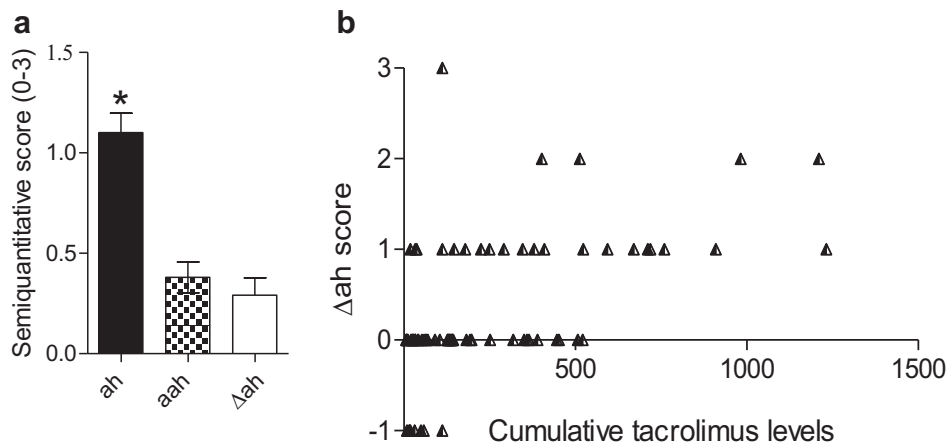 a
Semiquantitative score (0-3)
1.5
1.0
0.5
0.0
*
ah
aah
Δah
b
Δah score
3
2
1
0
-1
500
1000
1500
Cumulative tacrolimus levels